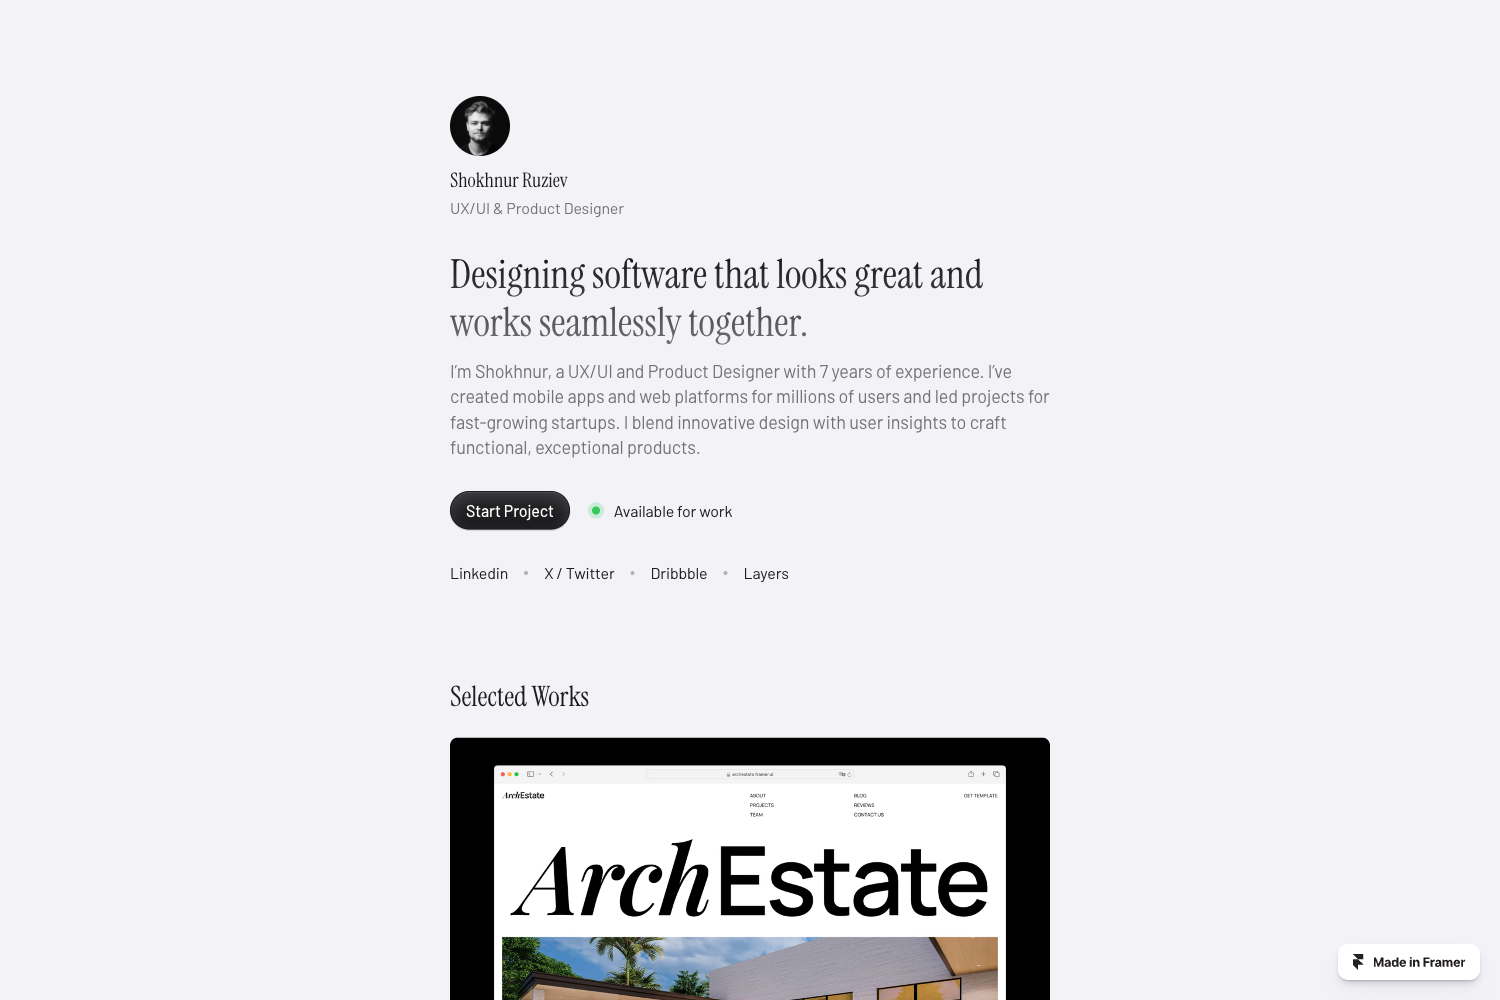 Shokhnur Ruziev
UX/UI & Product Designer
Designing software that looks great and
works seamlessly together.
I’m Shokhnur, a UX/UI and Product Designer with 7 years of experience. I’ve
created mobile apps and web platforms for millions of users and led projects for
fast-growing startups. I blend innovative design with user insights to craft
functional, exceptional products.
Start Project
Available for work
Linkedin • X / Twitter • Dribbble • Layers
Selected Works
archestate.framer.ai
ArchEstate
ABOUT
PROJECTS
TEAM
BLOG
REVIEWS
CONTACT US
GET TEMPLATE
ArchEstate
Made in Framer